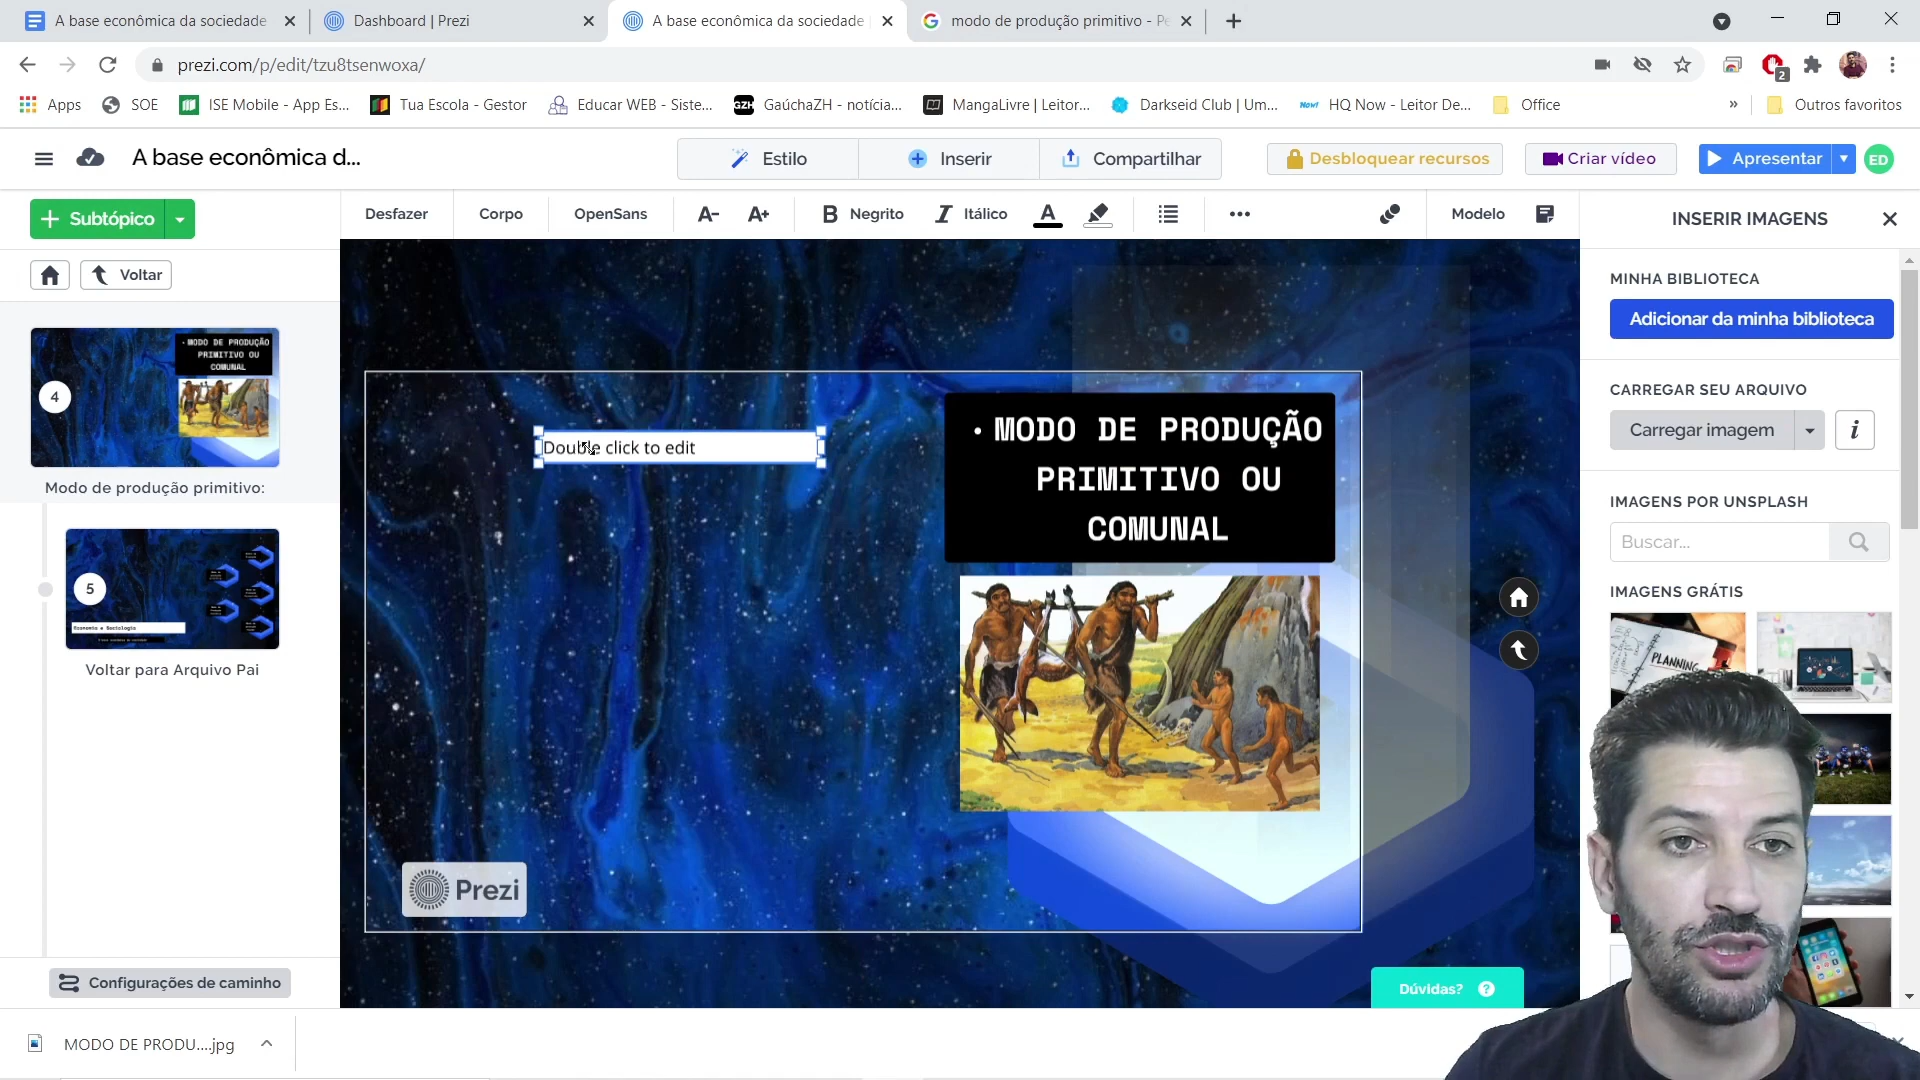 A base econômica da sociedade
Dashboard | Prezi
A base econômica da sociedade
modo de produção primitivo - Pe
prezi.com/p/edit/tzu8tsenwoxa/
2
Apps
SOE
ISE Mobile - App Es...
Tua Escola - Gestor
Educar WEB - Siste...
GZH
GaúchaZH - notícia...
MangaLivre | Leitor...
Darkseid Club | Um...
Now!
HQ Now - Leitor De...
Office
»
Outros favoritos
A base econômica d...
Estilo
Inserir
Compartilhar
Desbloquear recursos
Criar vídeo
Apresentar
ED
+ Subtópico
Desfazer
Corpo
OpenSans
A-
A+
B Negrito
I Itálico
A
•••
Modelo
INSERIR IMAGENS
Voltar
MINHA BIBLIOTECA
Adicionar da minha biblioteca
CARREGAR SEU ARQUIVO
Carregar imagem
i
IMAGENS POR UNSPLASH
Buscar...
IMAGENS GRÁTIS
PLANNING
• MODO DE PRODUÇÃO
PRIMITIVO OU
COMUNAL
4
Modo de produção primitivo:
5
Economia e Sociologia
Voltar para Arquivo Pai
Double click to edit
• MODO DE PRODUÇÃO
PRIMITIVO OU
COMUNAL
Prezi
Configurações de caminho
Dúvidas? ?
MODO DE PRODU....jpg